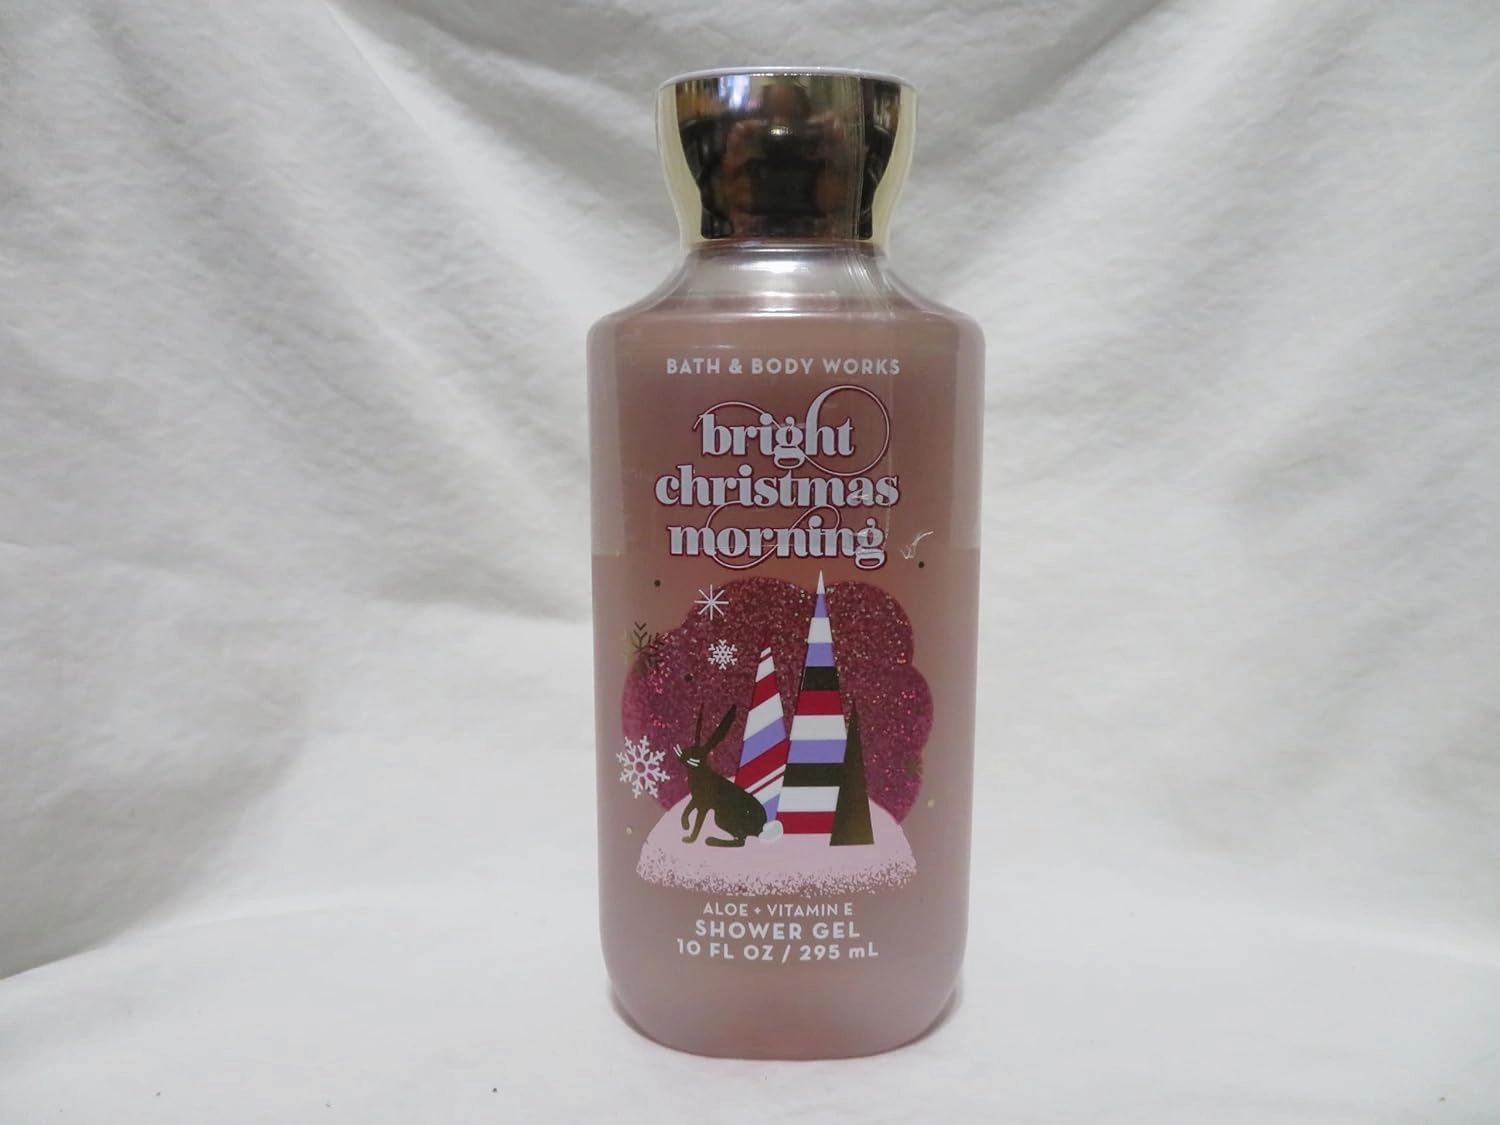 BATH & BODY WORKS
bright
christmas
morning
ALOE + VITAMIN E
SHOWER GEL
10 FL OZ / 295 mL